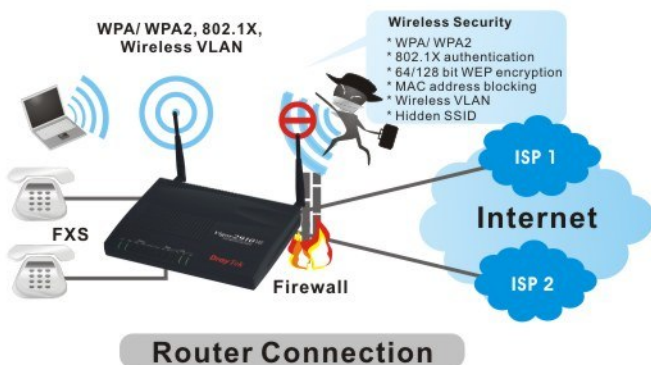 WPA/ WPA2, 802.1X,
Wireless VLAN
Wireless Security
* WPA/ WPA2
* 802.1X authentication
* 64/128 bit WEP encryption
* MAC address blocking
* Wireless VLAN
* Hidden SSID
FXS
Vigor2910
DrayTek
Firewall
ISP 1
Internet
ISP 2
Router Connection